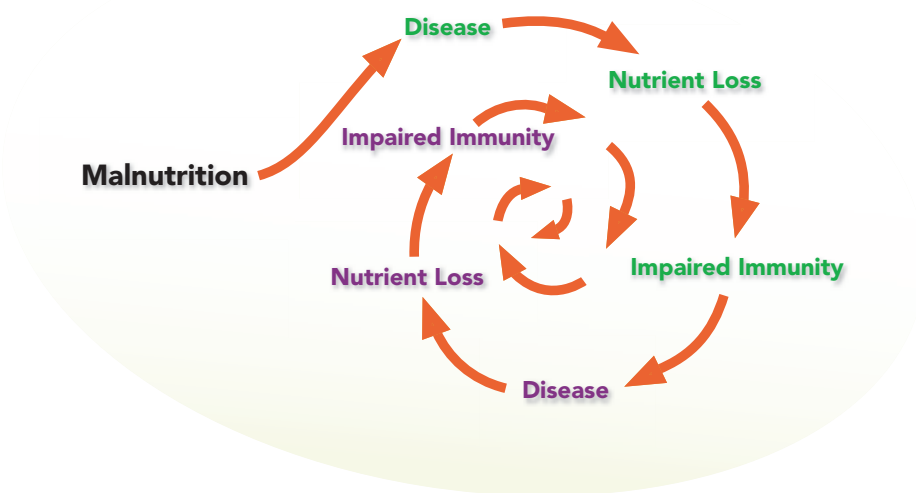 Malnutrition
Disease
Nutrient Loss
Impaired Immunity
Disease
Nutrient Loss
Impaired Immunity